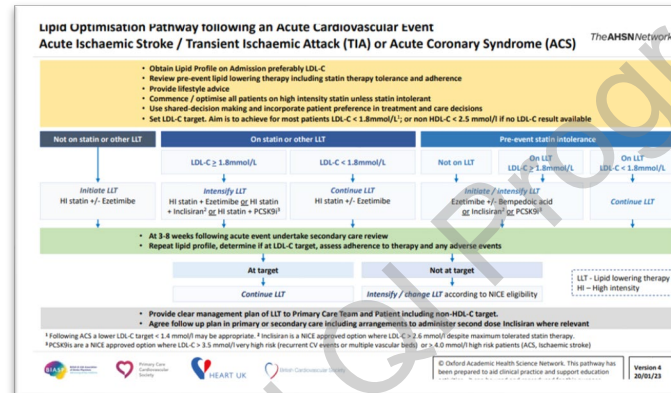 Lipid Optimisation Pathway following an Acute Cardiovascular Event
Acute Ischaemic Stroke / Transient Ischaemic Attack (TIA) or Acute Coronary Syndrome (ACS)
TheAHSNNetwork
• Obtain Lipid Profile on Admission preferably LDL-C
• Review pre-event lipid lowering therapy including statin therapy tolerance and adherence
• Provide lifestyle advice
• Commence / optimise all patients on high intensity statin unless statin intolerant
• Use shared-decision making and incorporate patient preference in treatment and care decisions
• Set LDL-C target. Aim is to achieve for most patients LDL-C < 1.8mmol/L¹; or non HDL-C < 2.5 mmol/l if no LDL-C result available
Not on statin or other LLT
On statin or other LLT
Pre-event statin intolerance
LDL-C ≥ 1.8mmol/L
LDL-C < 1.8mmol/L
Not on LLT
On LLT
LDL-C ≥ 1.8mmol/L
On LLT
LDL-C < 1.8mmol/L
Initiate LLT
HI statin +/- Ezetimibe
Intensify LLT
HI statin + Ezetimibe or HI statin
+ Inclisiran² or HI statin + PCSK9i³
Continue LLT
HI statin +/- Ezetimibe
Initiate / intensify LLT
Ezetimibe +/- Bempedoic acid
or Inclisiran² or PCSK9i³
Continue LLT
• At 3-8 weeks following acute event undertake secondary care review
• Repeat lipid profile, determine if at LDL-C target, assess adherence to therapy and any adverse events
At target
Not at target
Continue LLT
Intensify / change LLT according to NICE eligibility
LLT - Lipid lowering therapy
HI – High intensity
• Provide clear management plan of LLT to Primary Care Team and Patient including non-HDL-C target.
• Agree follow up plan in primary or secondary care including arrangements to administer second dose Inclisiran where relevant
¹ Following ACS a lower LDL-C target < 1.4 mmol/l may be appropriate. ² Inclisiran is a NICE approved option where LDL-C > 2.6 mmol/l despite maximum tolerated statin therapy.
³ PCSK9is are a NICE approved option where LDL-C > 3.5 mmol/l very high risk (recurrent CV events or multiple vascular beds) or > 4.0 mmol/l high risk patients (ACS, Ischaemic stroke)
Primary Care
Cardiovascular
Society
HEART UK
British Cardiovascular Society
© Oxford Academic Health Science Network. This pathway has
been prepared to aid clinical practice and support education
Version 4
20/01/23
QI Progr